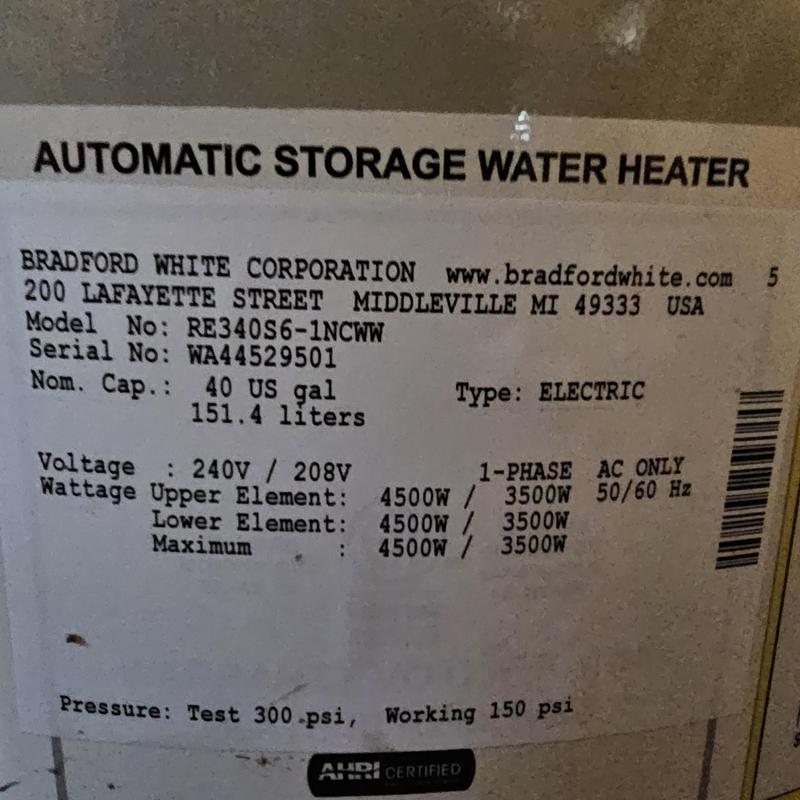 AUTOMATIC STORAGE WATER HEATER
BRADFORD WHITE CORPORATION www.bradfordwhite.com 5
200 LAFAYETTE STREET MIDDLEVILLE MI 49333 USA
Model No: RE340S6-1NCWW
Serial No: WA44529501
Nom. Cap.: 40 US gal Type: ELECTRIC
151.4 liters
Voltage : 240V / 208V 1-PHASE AC ONLY
Wattage Upper Element: 4500W / 3500W 50/60 Hz
Lower Element: 4500W / 3500W
Maximum : 4500W / 3500W
Pressure: Test 300 psi, Working 150 psi
AHRI CERTIFIED